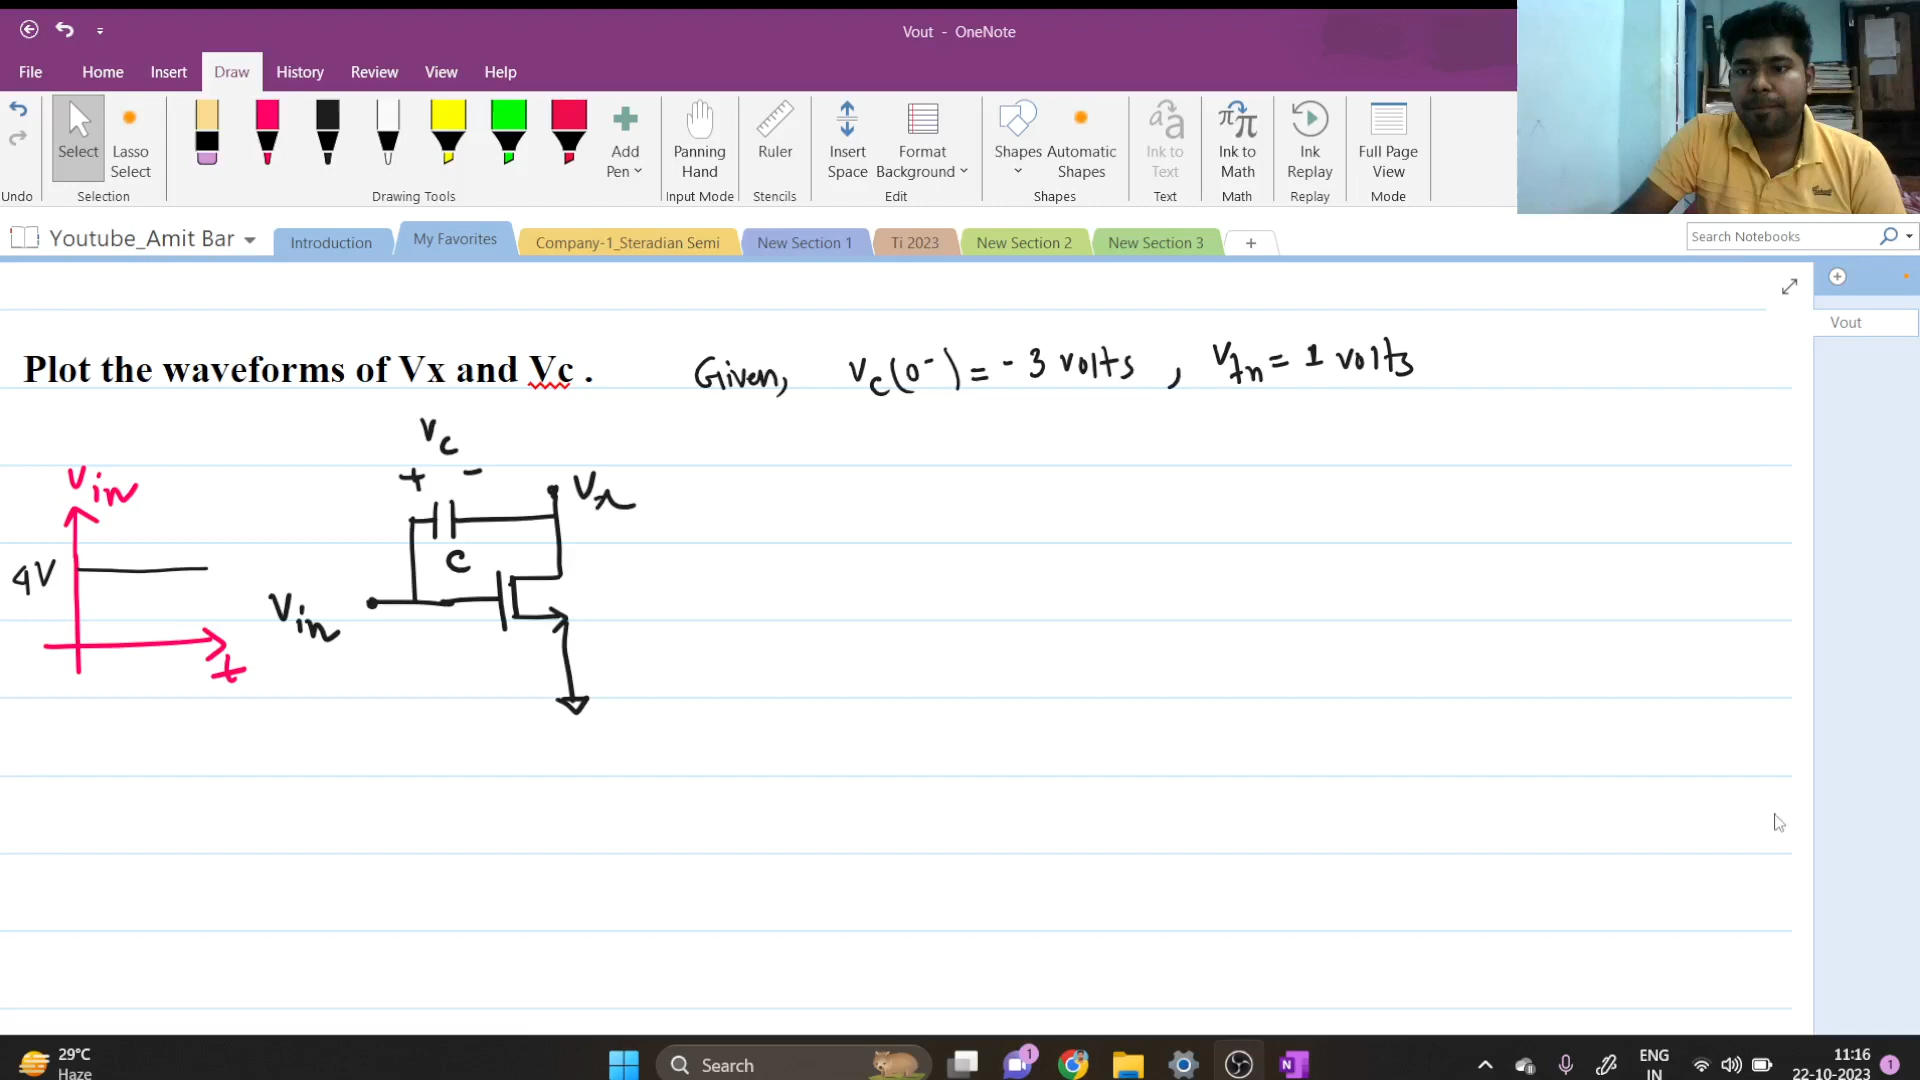 Vout - OneNote
File Home Insert Draw History Review View Help
Select Lasso Select Add Pen Panning Hand Ruler Insert Space Format Background Shapes Automatic Shapes Ink to Text Ink to Math Ink Replay Full Page View
Undo Selection Drawing Tools Input Mode Stencils Edit Shapes Text Math Replay Mode
Youtube_Amit Bar Introduction My Favorites Company-1_Steradian Semi New Section 1 Ti 2023 New Section 2 New Section 3 + Search Notebooks
Vout
Plot the waveforms of Vx and Vc . Given, Vc(0-) = -3 volts , Vtn = 1 volts
Vc
+ -
Vin
Vx
C
4V
Vin
t
29°C
Haze
Search
1
N
ENG
IN
11:16
22-10-2023
1